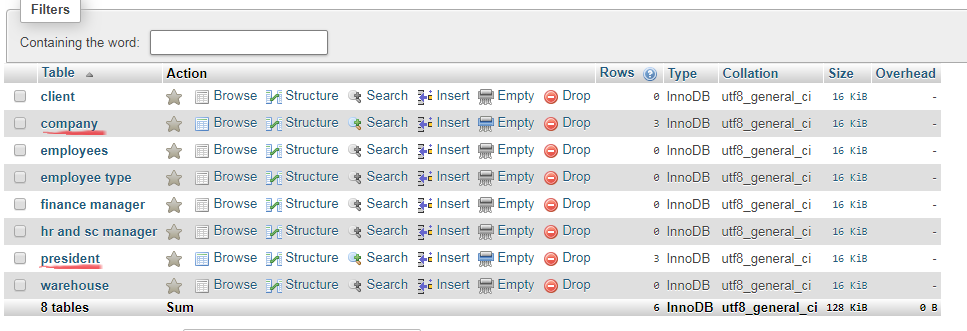 Filters
Containing the word:
Table Action Rows Type Collation Size Overhead
client Browse Structure Search Insert Empty Drop 0 InnoDB utf8_general_ci 16 KiB -
company Browse Structure Search Insert Empty Drop 3 InnoDB utf8_general_ci 16 KiB -
employees Browse Structure Search Insert Empty Drop 0 InnoDB utf8_general_ci 16 KiB -
employee type Browse Structure Search Insert Empty Drop 0 InnoDB utf8_general_ci 16 KiB -
finance manager Browse Structure Search Insert Empty Drop 0 InnoDB utf8_general_ci 16 KiB -
hr and sc manager Browse Structure Search Insert Empty Drop 0 InnoDB utf8_general_ci 16 KiB -
president Browse Structure Search Insert Empty Drop 3 InnoDB utf8_general_ci 16 KiB -
warehouse Browse Structure Search Insert Empty Drop 0 InnoDB utf8_general_ci 16 KiB -
8 tables Sum 6 InnoDB utf8_general_ci 128 KiB 0 B